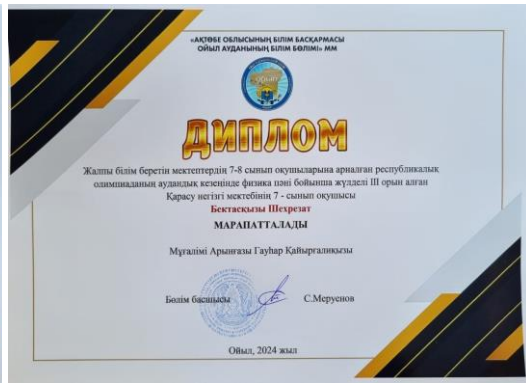 «АҚТӨБЕ ОБЛЫСЫНЫҢ БІЛІМ БАСҚАРМАСЫ
ОЙЫЛ АУДАНЫНЫҢ БІЛІМ БӨЛІМІ» ММ
ДИПЛОМ
Жалпы білім беретін мектептердің 7-8 сынып оқушыларына арналған республикалық
олимпиаданың аудандық кезеңінде физика пәні бойынша жүлделі III орын алған
Қарасу негізгі мектебінің 7 - сынып оқушысы
Бектасқызы Шехрезат
МАРАПАТТАЛАДЫ
Мұғалімі Арынғазы Гауһар Қайырғалиқызы
Бөлім басшысы С.Меруенов
Ойыл, 2024 жыл